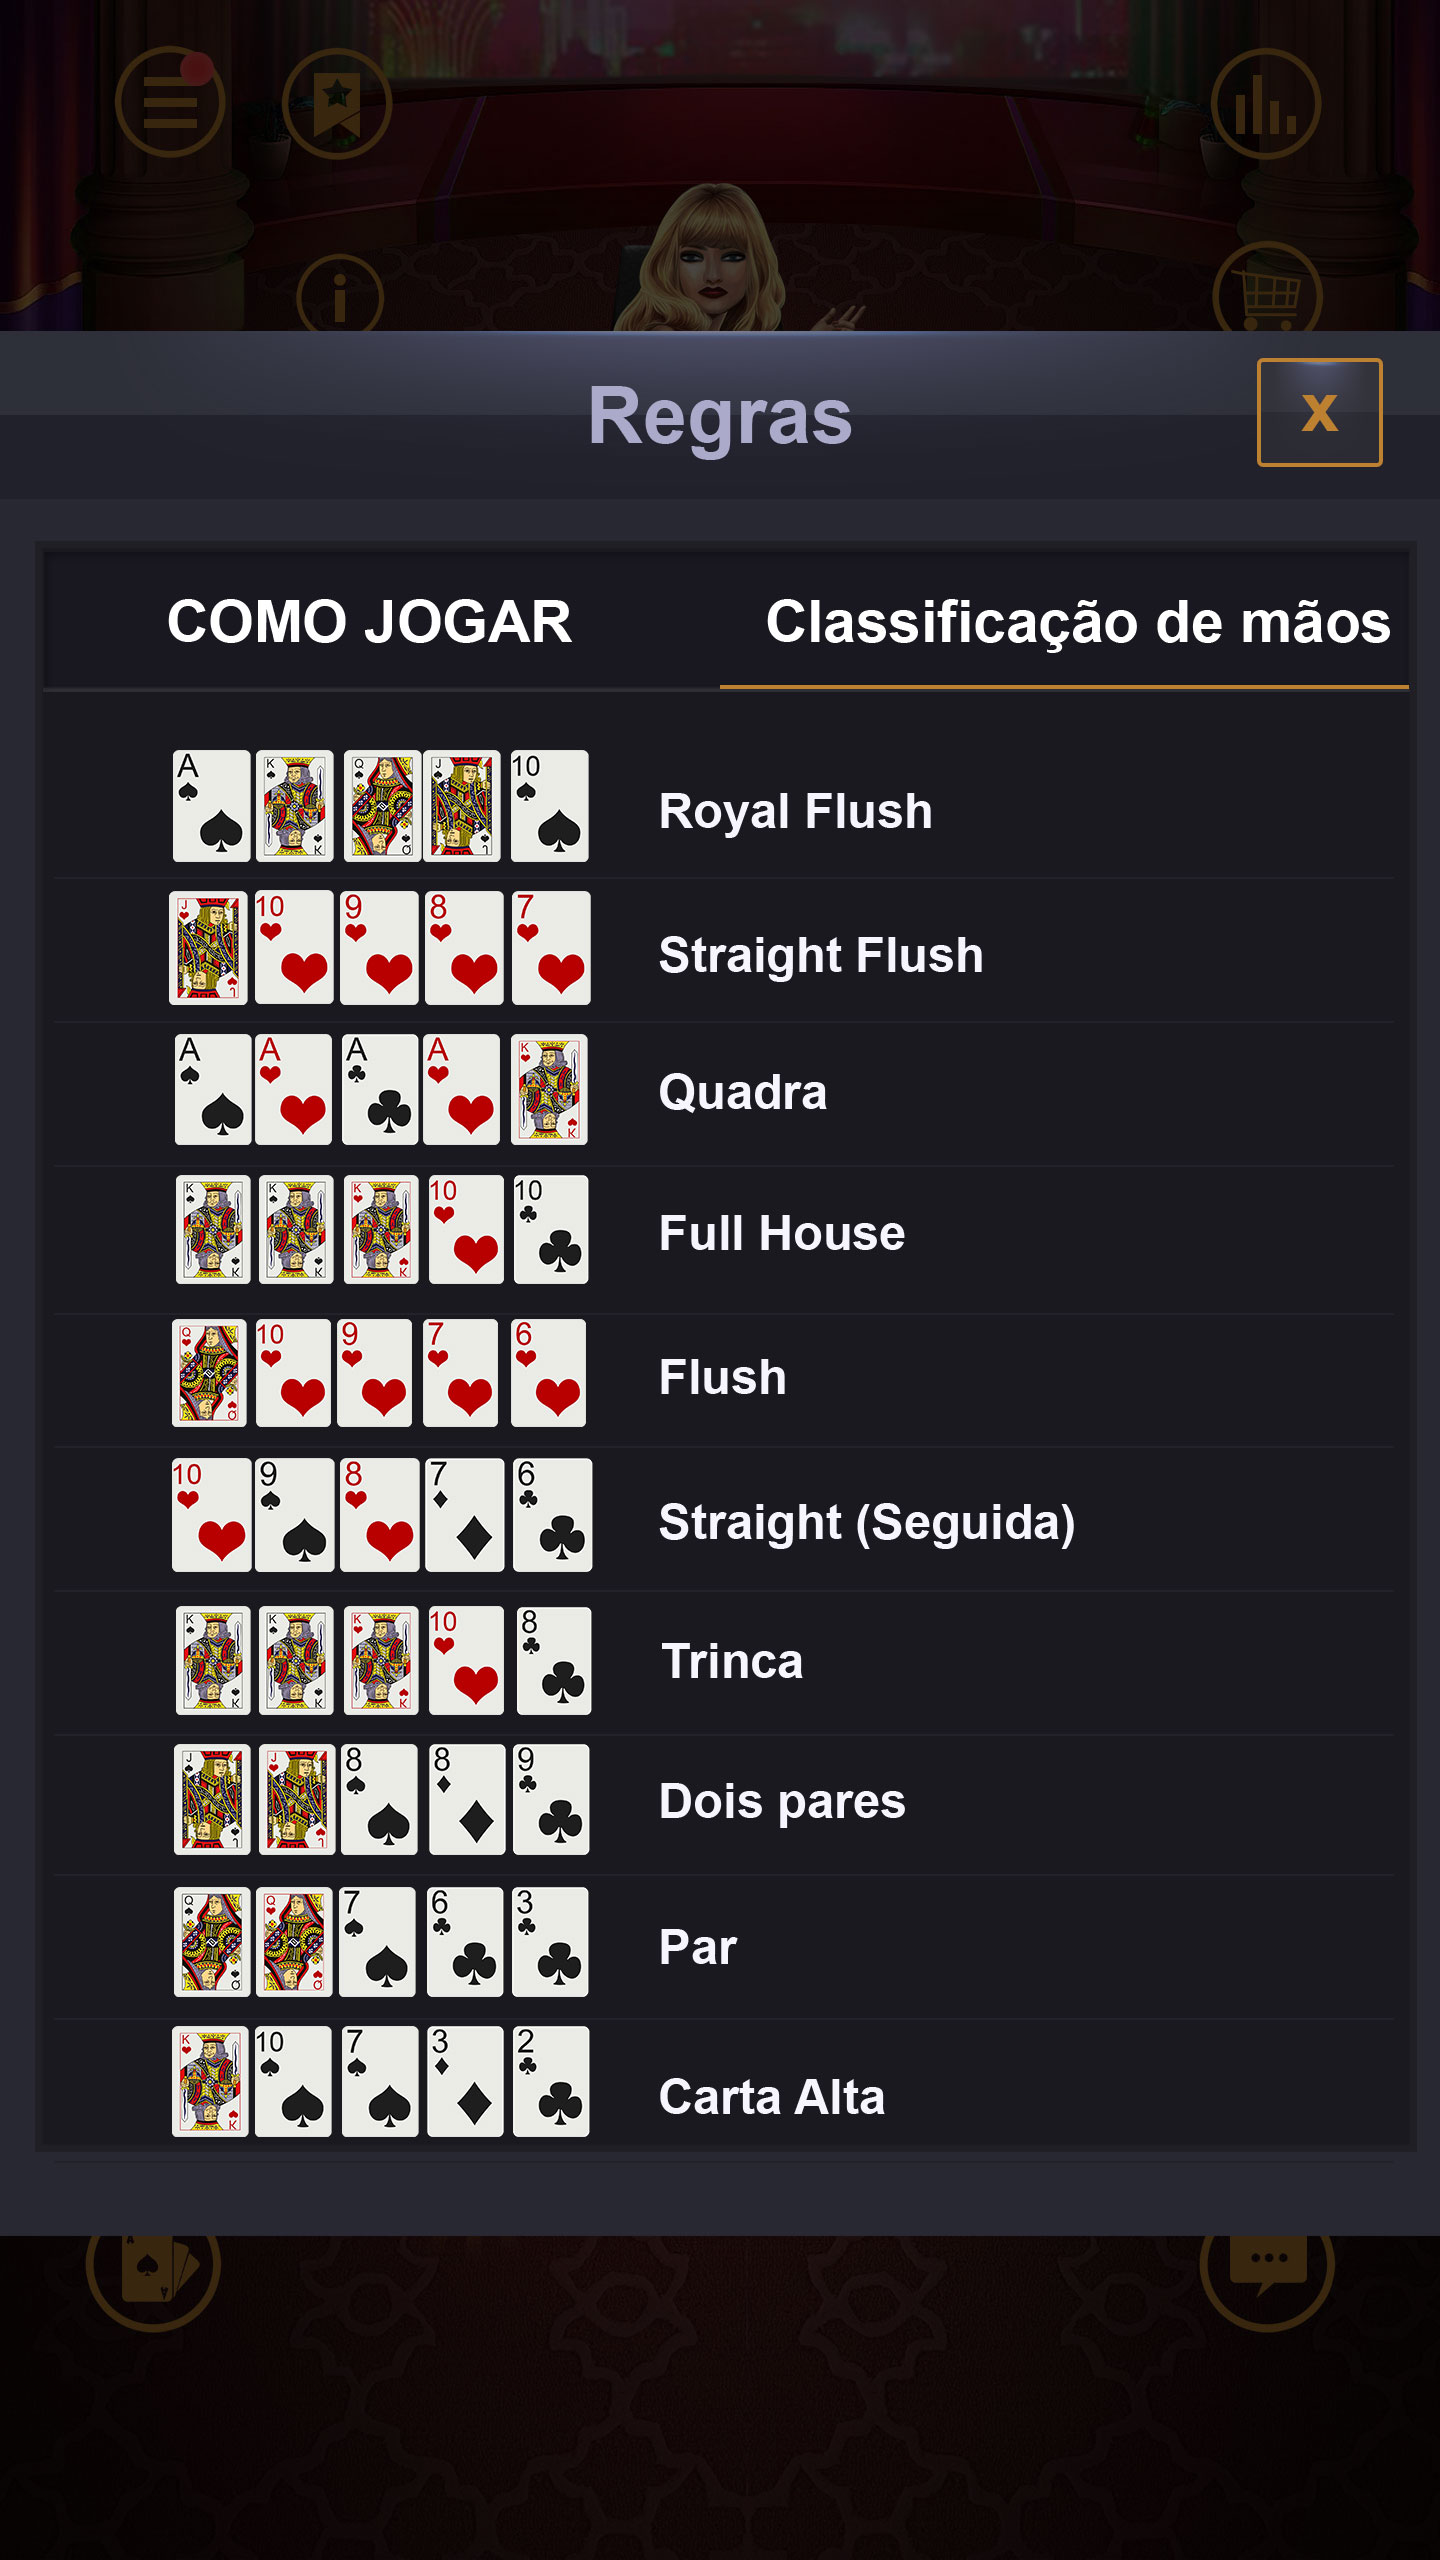 Regras
x
COMO JOGAR
Classificação de mãos
A K Q J 10
Royal Flush
J 10 9 8 7
Straight Flush
A A A A K
Quadra
K K K 10 10
Full House
Q 10 9 7 6
Flush
10 9 8 7 6
Straight (Seguida)
K K K 10 8
Trinca
J J 8 8 9
Dois pares
Q Q 7 6 3
Par
K 10 7 3 2
Carta Alta